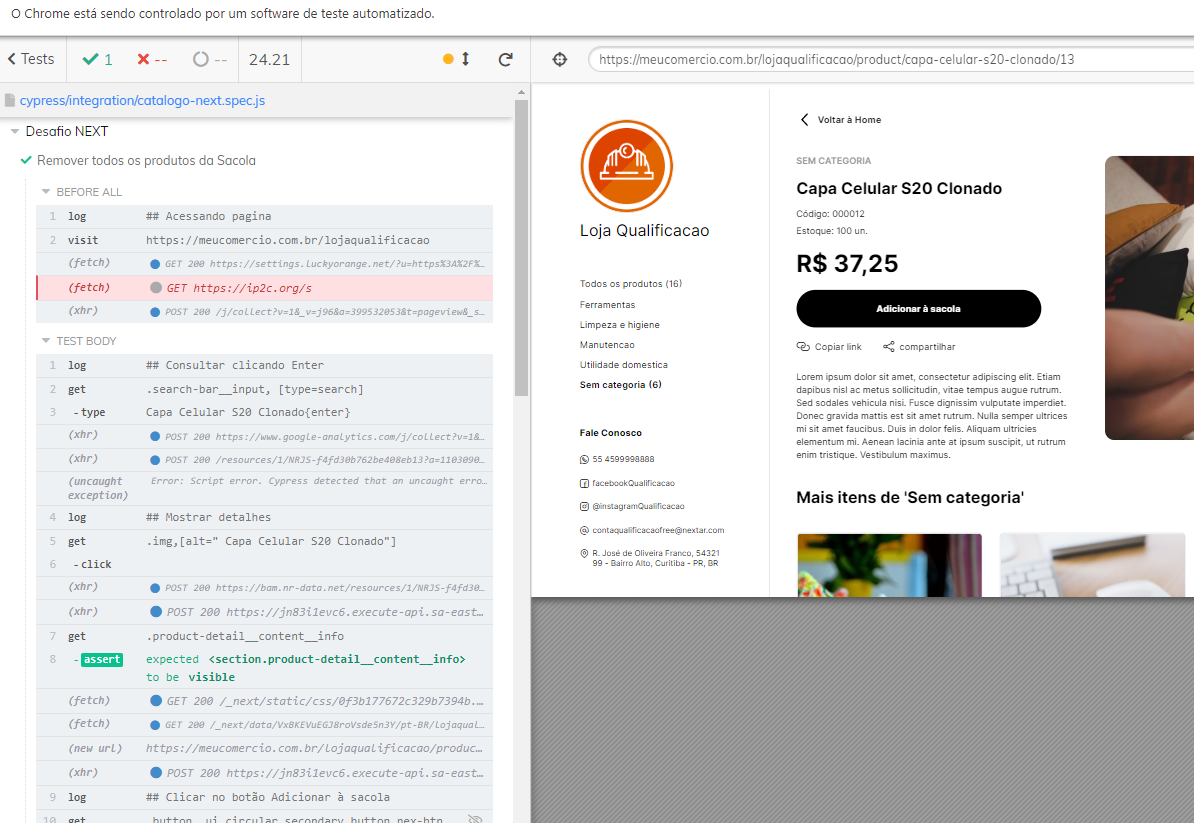 O Chrome está sendo controlado por um software de teste automatizado.
Tests 1 -- -- 24.21
https://meucomercio.com.br/lojaqualificacao/product/capa-celular-s20-clonado/13
cypress/integration/catalogo-next.spec.js
Desafio NEXT
Remover todos os produtos da Sacola
BEFORE ALL
1 log ## Acessando pagina
2 visit https://meucomercio.com.br/lojaqualificacao
(fetch) GET 200 https://settings.luckyorange.net/?u=https%3A%2F%...
(fetch) GET https://ip2c.org/s
(xhr) POST 200 /j/collect?v=1&_v=j96&a=399532053&t=pageview&_s...
TEST BODY
1 log ## Consultar clicando Enter
2 get .search-bar__input, [type=search]
3 -type Capa Celular S20 Clonado{enter}
(xhr) POST 200 https://www.google-analytics.com/j/collect?v=1&...
(xhr) POST 200 /resources/1/NRJS-f4fd30b762be408eb13?a=1103090...
(uncaught exception) Error: Script error. Cypress detected that an uncaught erro...
4 log ## Mostrar detalhes
5 get .img,[alt=" Capa Celular S20 Clonado"]
6 -click
(xhr) POST 200 https://bam.nr-data.net/resources/1/NRJS-f4fd30...
(xhr) POST 200 https://jn83i1evc6.execute-api.sa-east...
7 get .product-detail__content__info
8 -assert expected <section.product-detail__content__info>
to be visible
(fetch) GET 200 /_next/static/css/0f3b177672c329b7394b....
(fetch) GET 200 /_next/data/VxBKEVuEGJ8roVsde5n3Y/pt-BR/lojaqual...
(new url) https://meucomercio.com.br/lojaqualificacao/produc...
(xhr) POST 200 https://jn83i1evc6.execute-api.sa-east...
9 log ## Clicar no botão Adicionar à sacola
10 get .button, .ui.circular.secondary.button.nex-btn
Loja Qualificacao
Todos os produtos (16)
Ferramentas
Limpeza e higiene
Manutencao
Utilidade domestica
Sem categoria (6)
Fale Conosco
55 4599998888
facebookQualificacao
@instagramQualificacao
contaqualificacaofree@nextar.com
R. José de Oliveira Franco, 54321
99 - Bairro Alto, Curitiba - PR, BR
Voltar à Home
SEM CATEGORIA
Capa Celular S20 Clonado
Código: 000012
Estoque: 100 un.
R$ 37,25
Adicionar à sacola
Copiar link compartilhar
Lorem ipsum dolor sit amet, consectetur adipiscing elit. Etiam
dapibus nisl ac metus sollicitudin, vitae tempus augue rutrum.
Sed sodales vehicula nisi. Fusce dignissim vulputate imperdiet.
Donec gravida mattis est sit amet rutrum. Nulla semper ultrices
mi sit amet faucibus. Duis in dolor felis. Aliquam ultricies
elementum mi. Aenean lacinia ante at ipsum suscipit, ut rutrum
enim tristique. Vestibulum maximus.
Mais itens de 'Sem categoria'